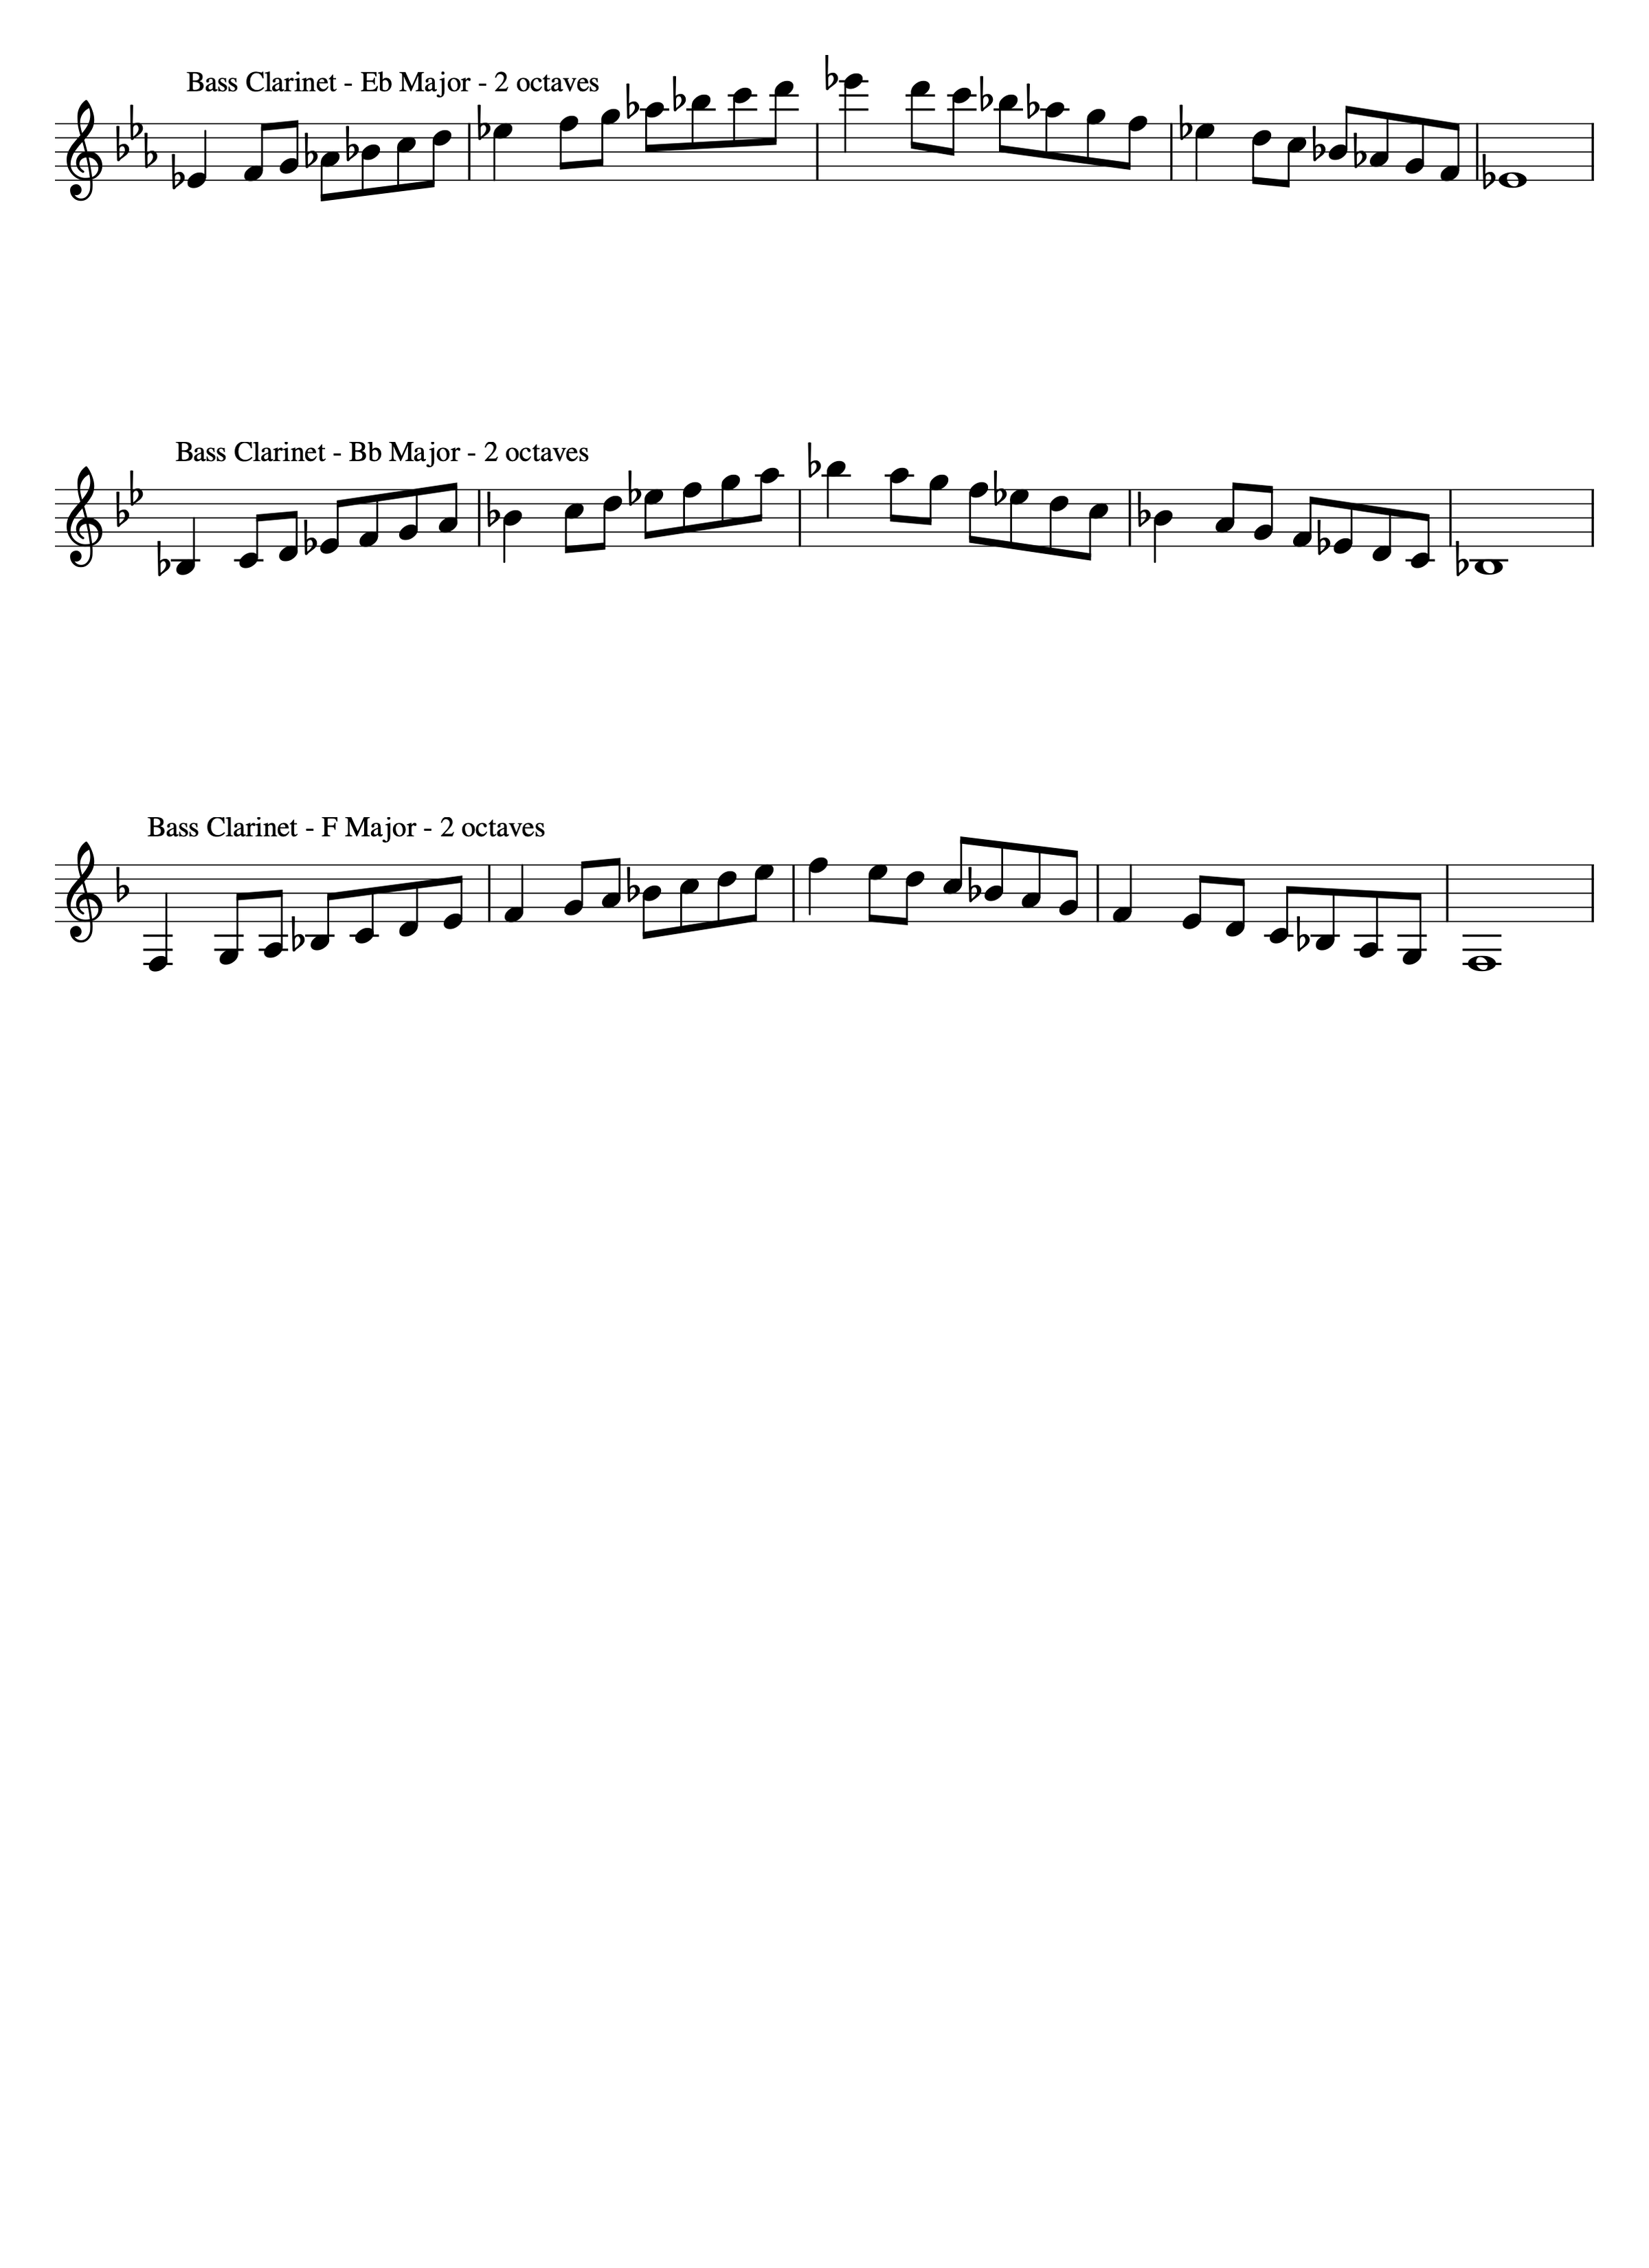 Bass Clarinet - Eb Major - 2 octaves
Bass Clarinet - Bb Major - 2 octaves
Bass Clarinet - F Major - 2 octaves